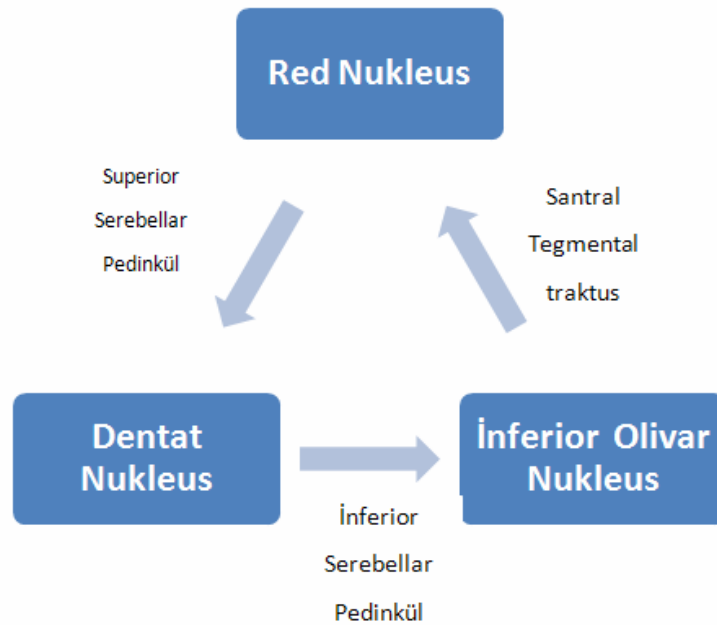 Red Nukleus
Superior
Serebellar
Pedinkül
Santral
Tegmental
traktus
Dentat
Nukleus
İnferior Olivar
Nukleus
İnferior
Serebellar
Pedinkül